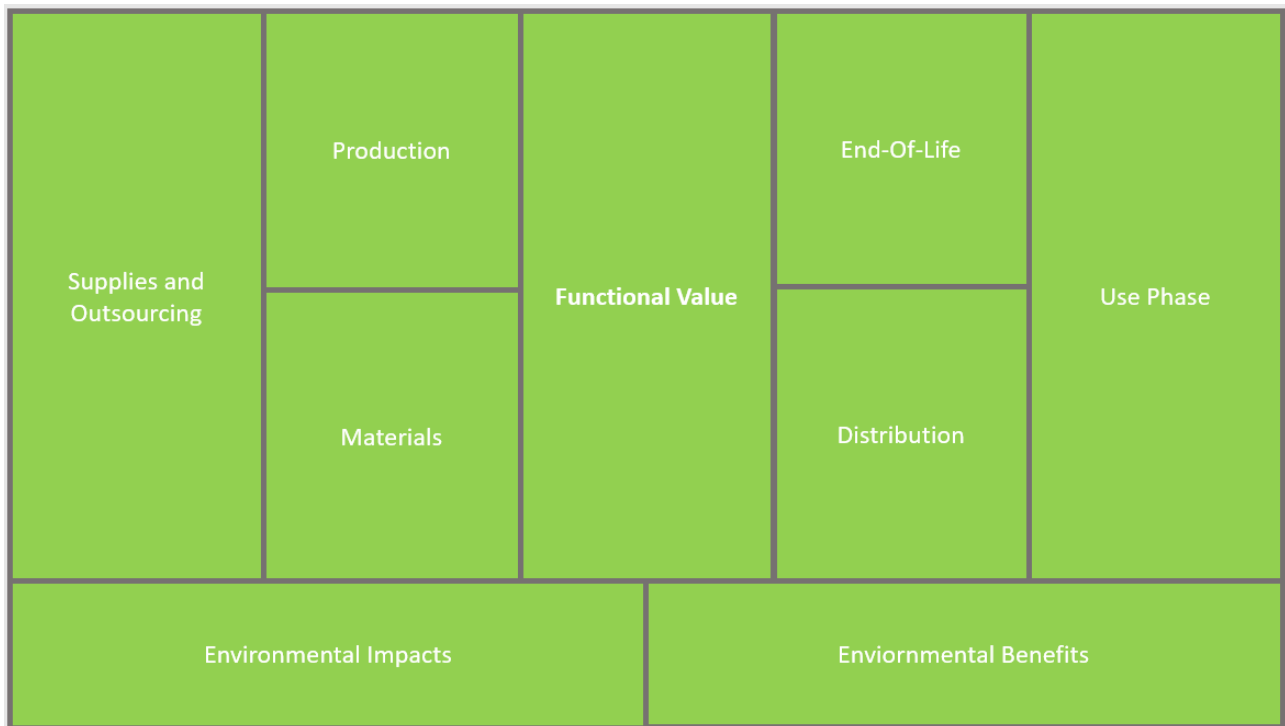 Supplies and
Outsourcing
Production
Materials
Functional Value
End-Of-Life
Distribution
Use Phase
Environmental Impacts
Enviornmental Benefits